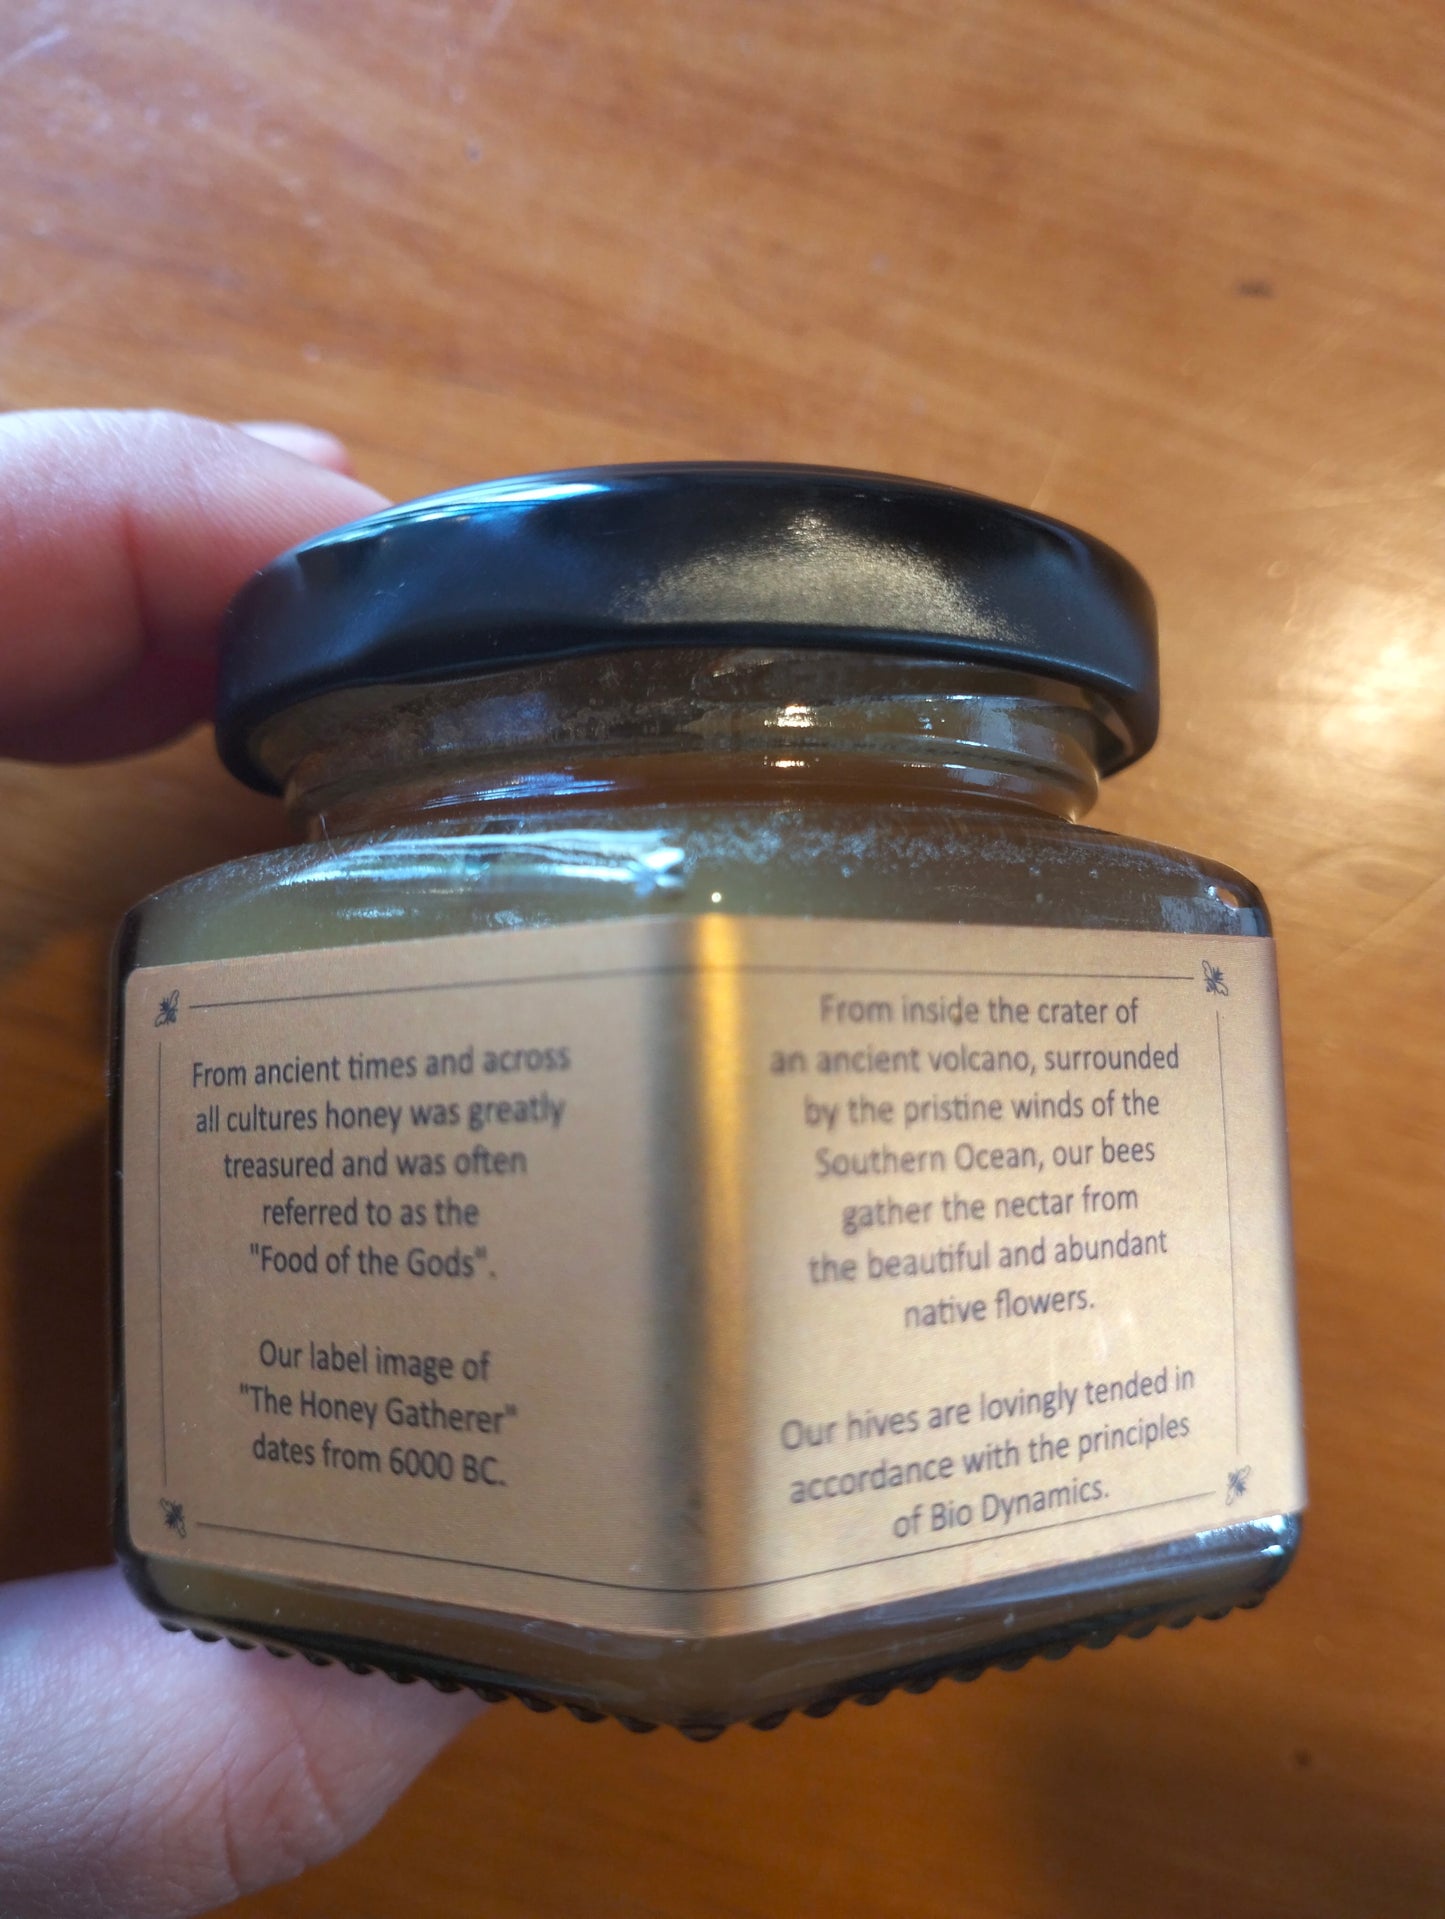 From ancient times and across
all cultures honey was greatly
treasured and was often
referred to as the
"Food of the Gods".
Our label image of
"The Honey Gatherer"
dates from 6000 BC.
From inside the crater of
an ancient volcano, surrounded
by the pristine winds of the
Southern Ocean, our bees
gather the nectar from
the beautiful and abundant
native flowers.
Our hives are lovingly tended in
accordance with the principles
of Bio Dynamics.